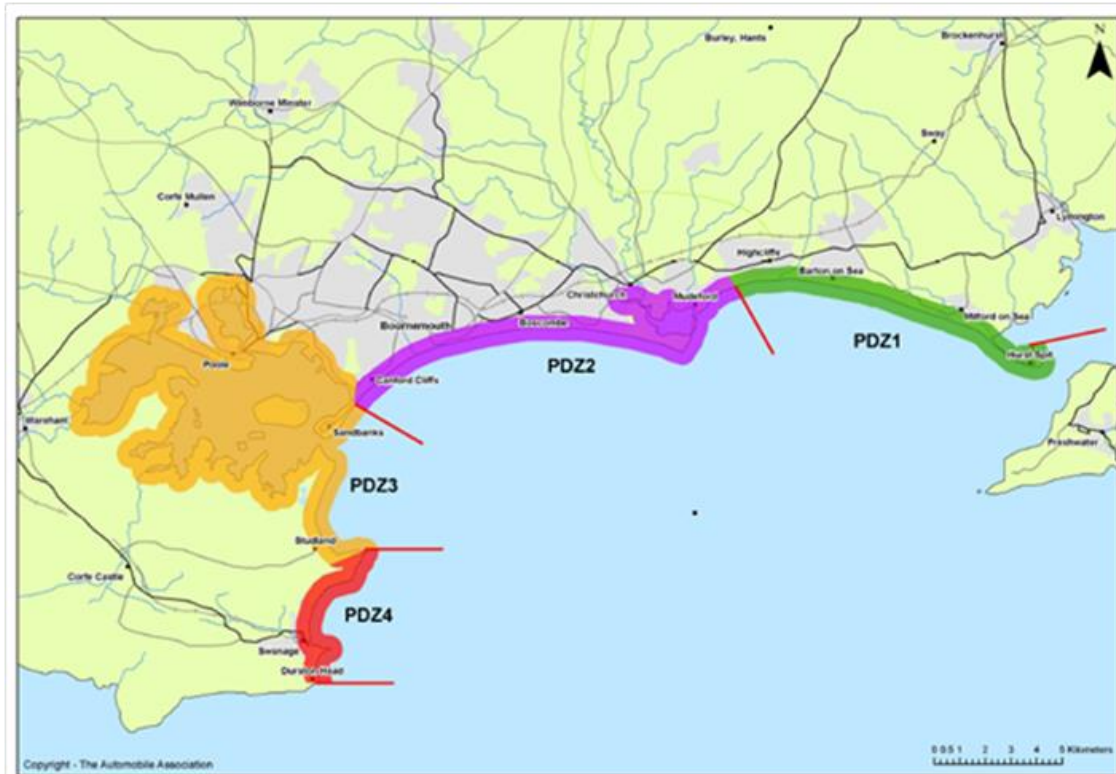 Burley, Hants
Brockenhurst
N
Wimborne Minster
Sway
Corfe Mullen
Lymington
Highcliffe
Barton on Sea
Christchurch
Mudeford
Milford on Sea
Bournemouth
Boscombe
PDZ1
Hurst Spit
Poole
PDZ2
Canford Cliffs
Wareham
Sandbanks
Freshwater
PDZ3
Studland
Corfe Castle
PDZ4
Swanage
Durlston Head
0 0.5 1 2 3 4 5 Kilometers
Copyright - The Automobile Association